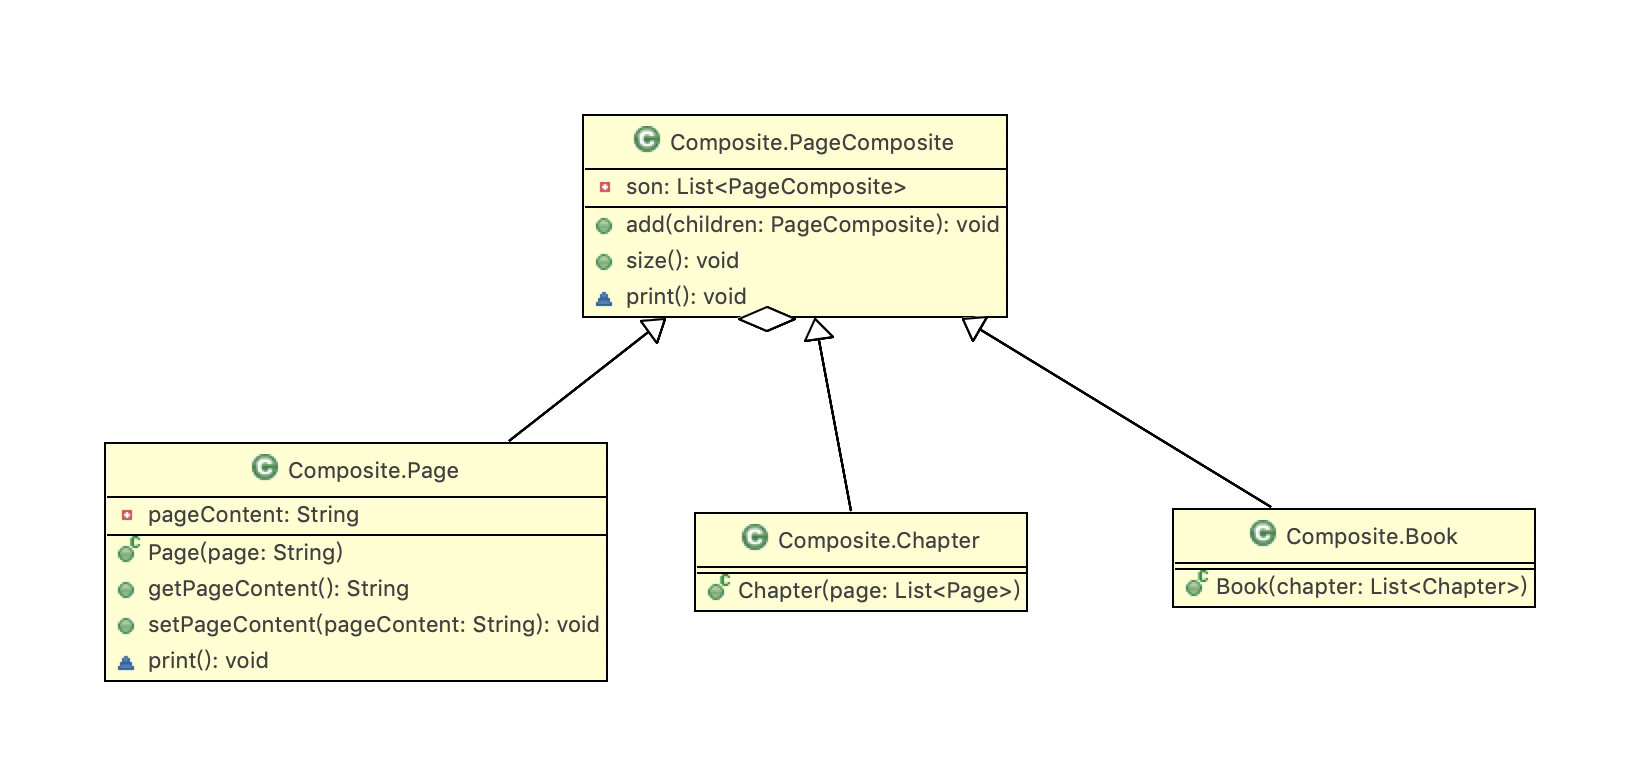 Composite.PageComposite
son: List<PageComposite>
add(children: PageComposite): void
size(): void
print(): void
Composite.Page
pageContent: String
Page(page: String)
getPageContent(): String
setPageContent(pageContent: String): void
print(): void
Composite.Chapter
Chapter(page: List<Page>)
Composite.Book
Book(chapter: List<Chapter>)